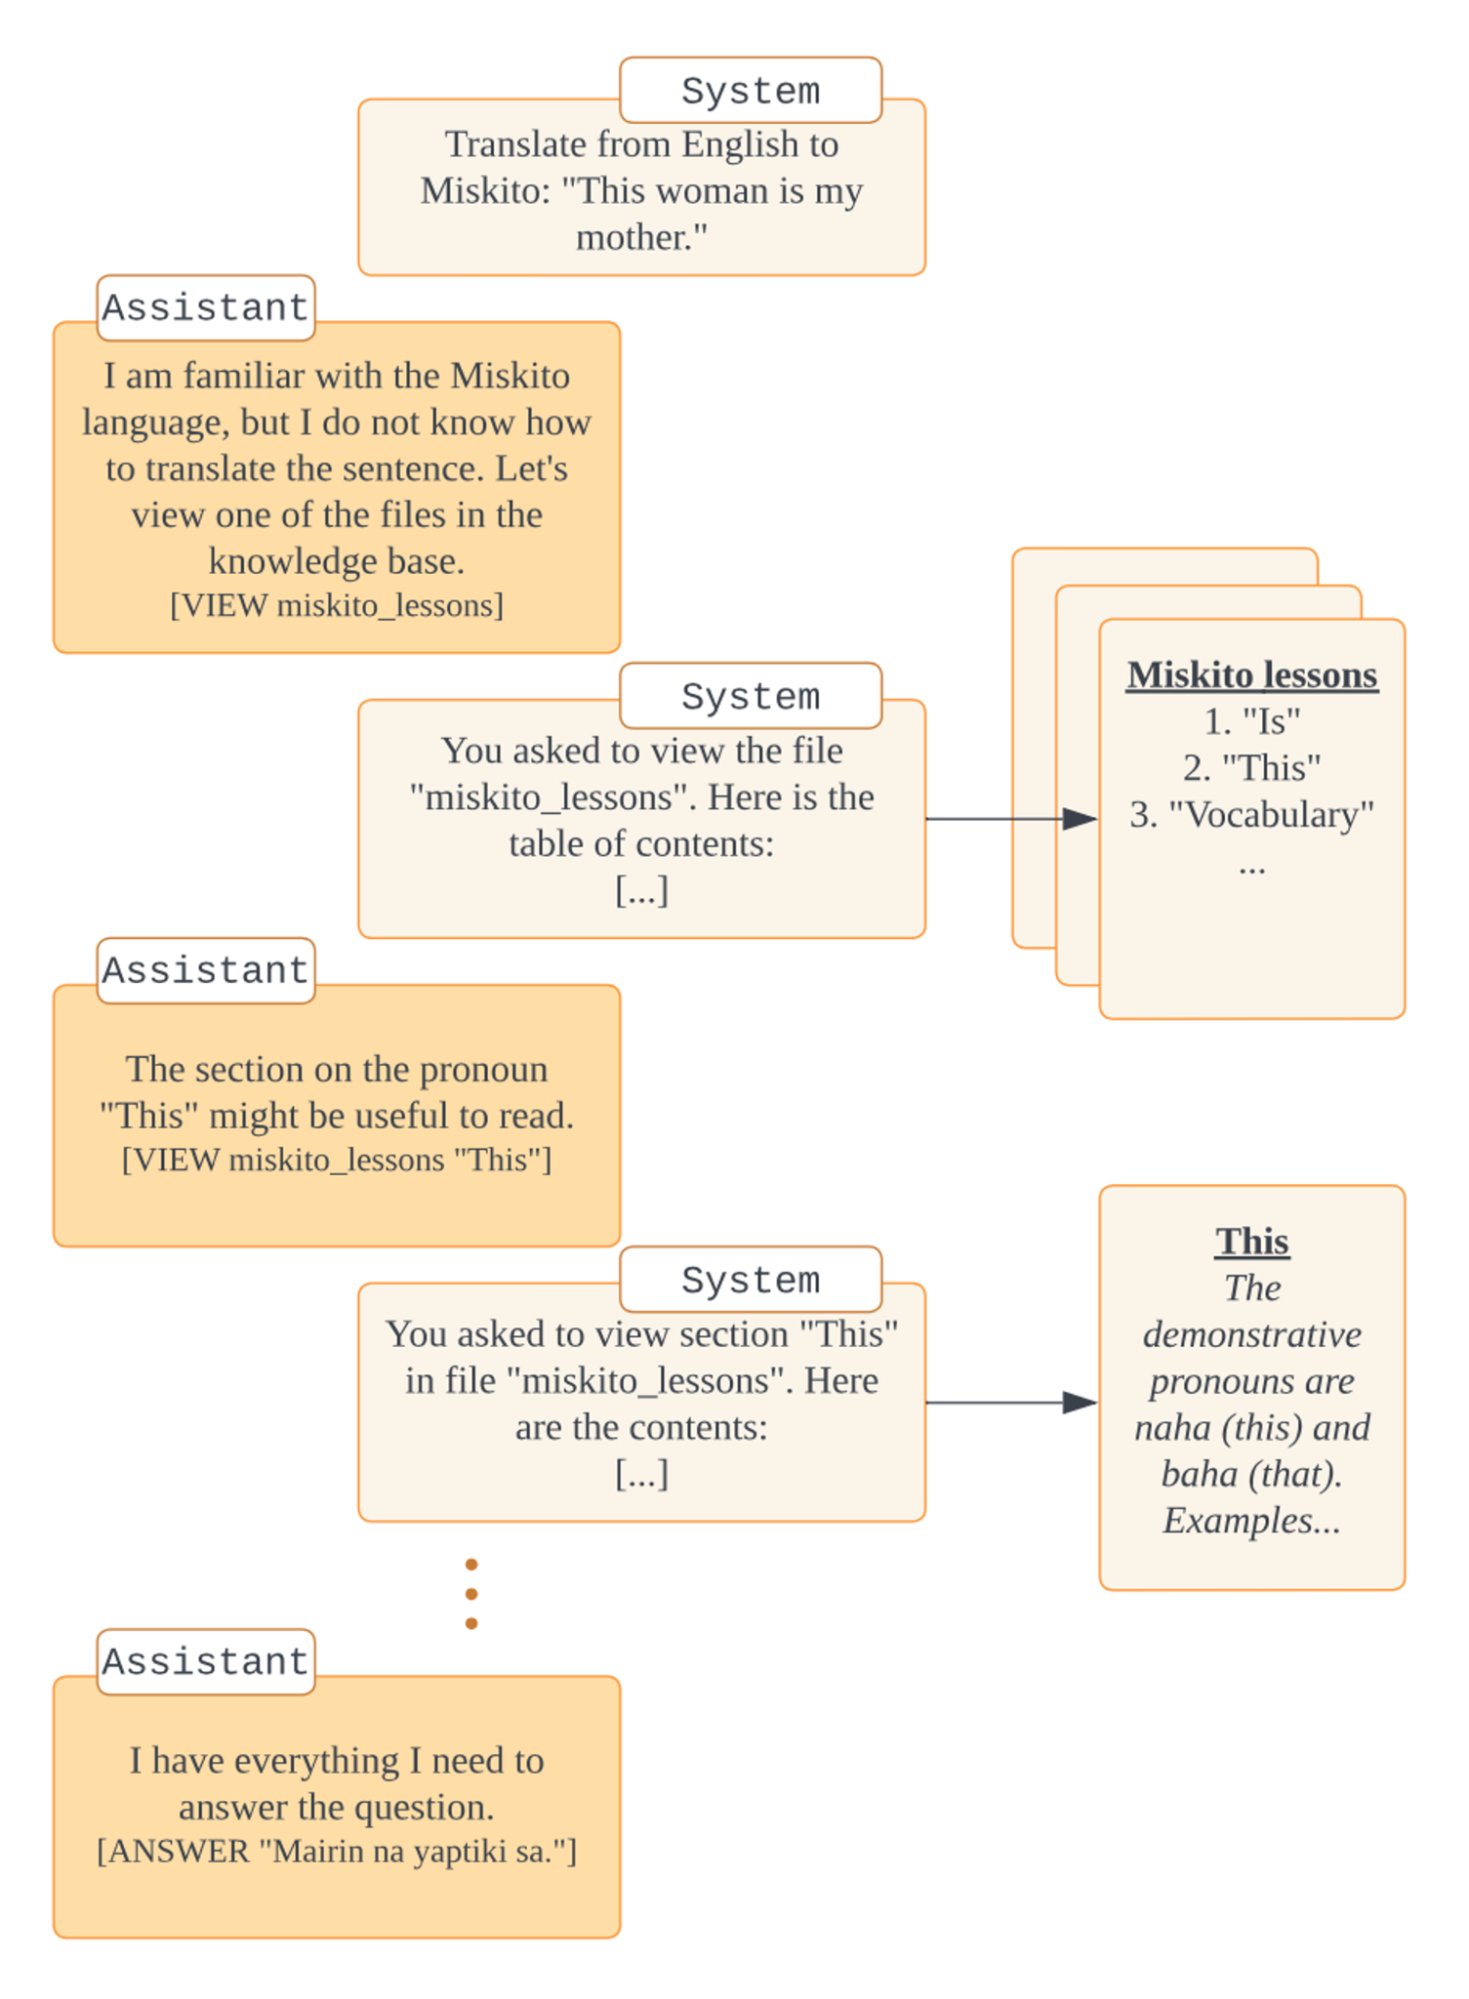 System
Translate from English to
Miskito: "This woman is my
mother."
Assistant
I am familiar with the Miskito
language, but I do not know how
to translate the sentence. Let's
view one of the files in the
knowledge base.
[VIEW miskito_lessons]
System
You asked to view the file
"miskito_lessons". Here is the
table of contents:
[...]
Miskito lessons
1. "Is"
2. "This"
3. "Vocabulary"
...
Assistant
The section on the pronoun
"This" might be useful to read.
[VIEW miskito_lessons "This"]
System
You asked to view section "This"
in file "miskito_lessons". Here
are the contents:
[...]
This
The
demonstrative
pronouns are
naha (this) and
baha (that).
Examples...
Assistant
I have everything I need to
answer the question.
[ANSWER "Mairin na yaptiki sa."]